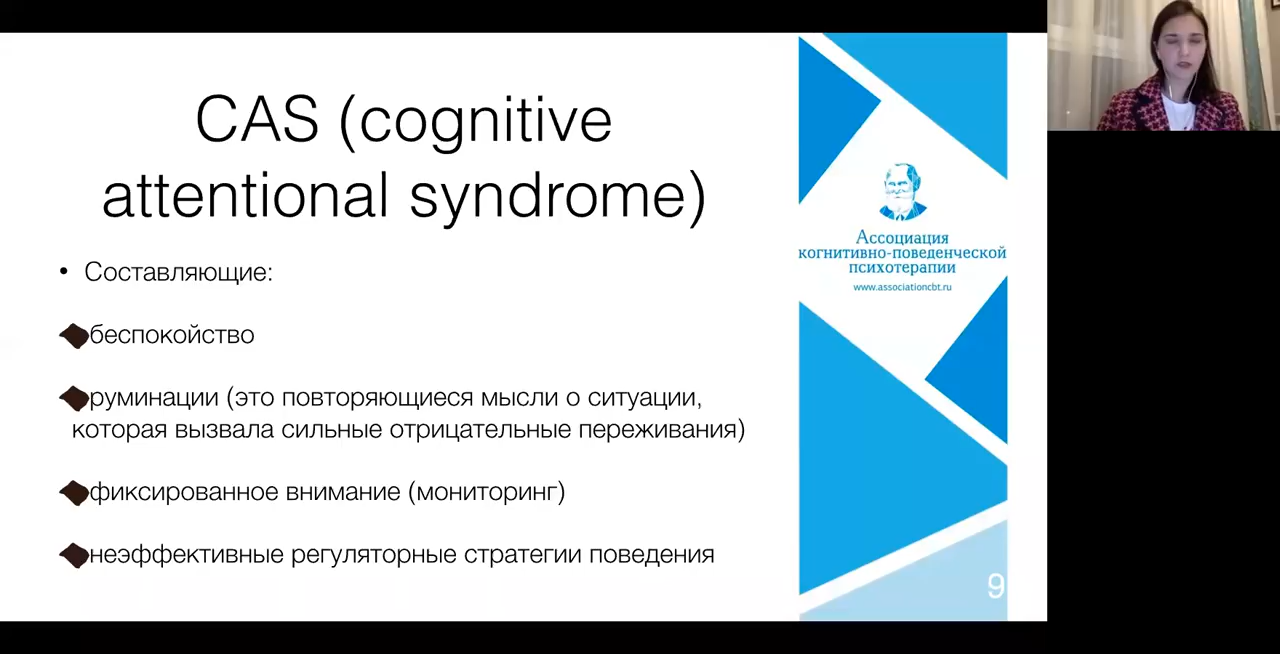 CAS (cognitive
attentional syndrome)
• Составляющие:
беспокойство
руминации (это повторяющиеся мысли о ситуации,
которая вызвала сильные отрицательные переживания)
фиксированное внимание (мониторинг)
неэффективные регуляторные стратегии поведения
Ассоциация
когнитивно-поведенческой
психотерапии
www.associationcbt.ru
9